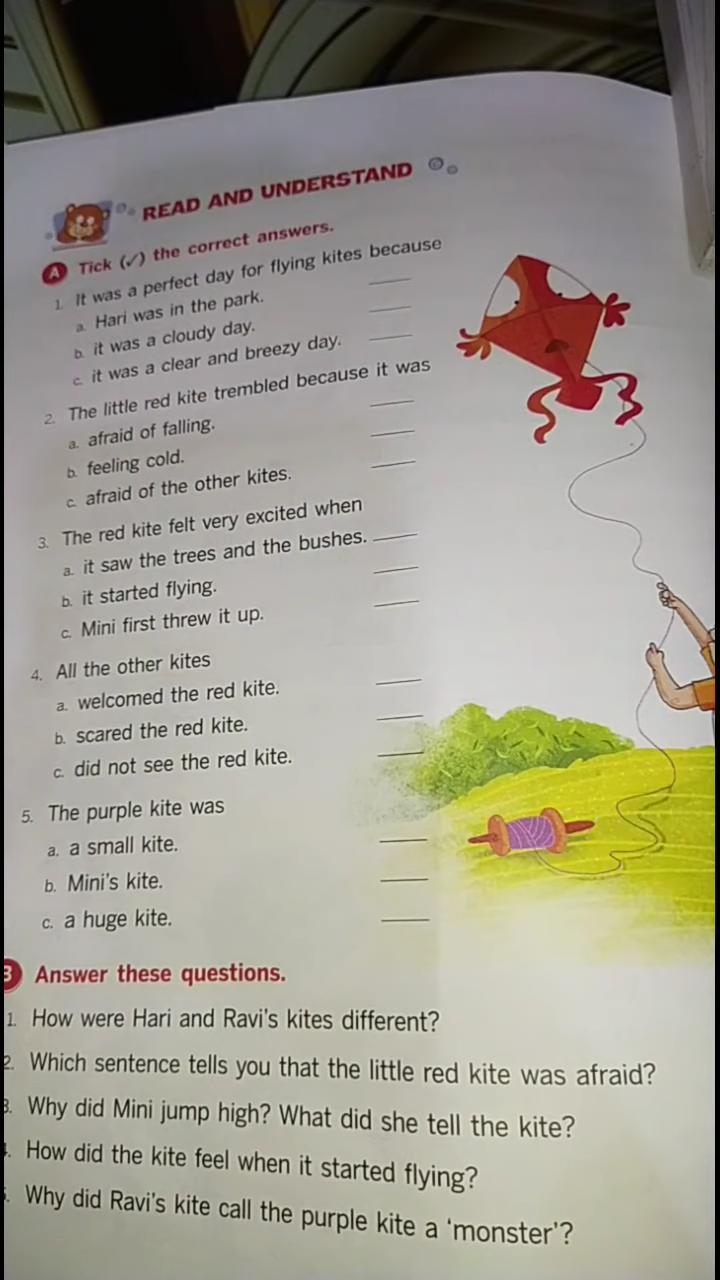 READ AND UNDERSTAND
A Tick (✓) the correct answers.
1. It was a perfect day for flying kites because
a. Hari was in the park.
b. it was a cloudy day.
c. it was a clear and breezy day.
2. The little red kite trembled because it was
a. afraid of falling.
b. feeling cold.
c. afraid of the other kites.
3. The red kite felt very excited when
a. it saw the trees and the bushes.
b. it started flying.
c. Mini first threw it up.
4. All the other kites
a. welcomed the red kite.
b. scared the red kite.
c. did not see the red kite.
5. The purple kite was
a. a small kite.
b. Mini's kite.
c. a huge kite.
B Answer these questions.
1. How were Hari and Ravi's kites different?
2. Which sentence tells you that the little red kite was afraid?
3. Why did Mini jump high? What did she tell the kite?
4. How did the kite feel when it started flying?
5. Why did Ravi's kite call the purple kite a 'monster'?